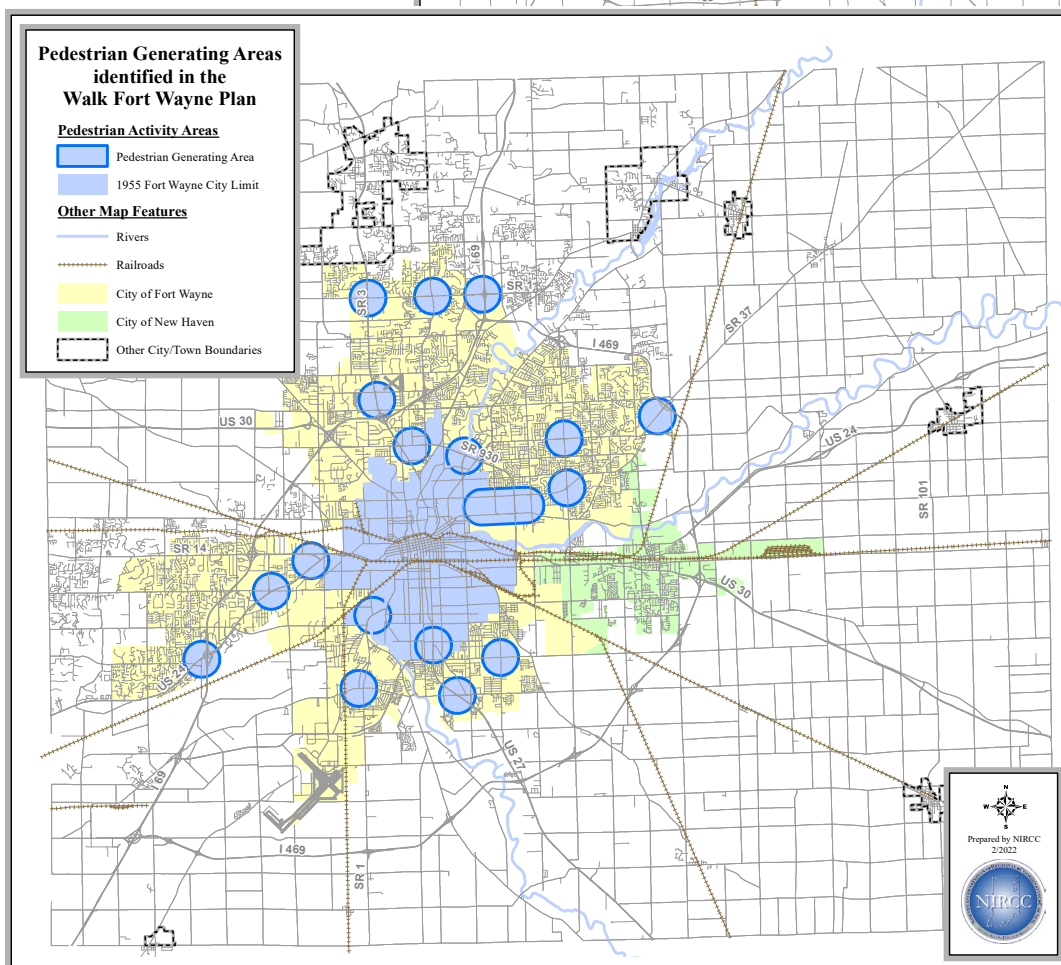 Pedestrian Generating Areas
identified in the
Walk Fort Wayne Plan
Pedestrian Activity Areas
Pedestrian Generating Area
1955 Fort Wayne City Limit
Other Map Features
Rivers
Railroads
City of Fort Wayne
City of New Haven
Other City/Town Boundaries
I 69
SR 3
SR 1
SR 37
I 469
US 30
SR 930
US 24
SR 101
SR 14
US 30
US 24
US 27
I 69
I 469
SR 1
N
W
E
S
Prepared by NIRCC
2/2022
NIRCC